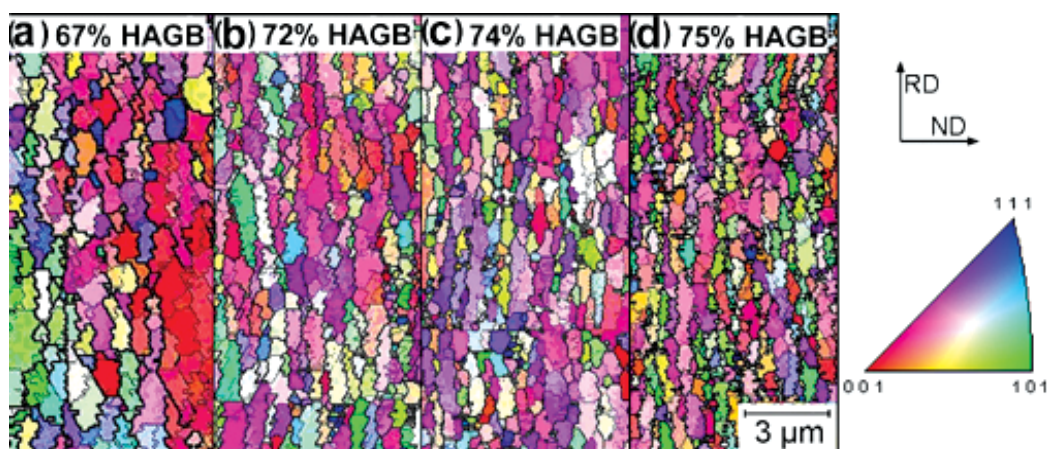 (a) 67% HAGB
(b) 72% HAGB
(c) 74% HAGB
(d) 75% HAGB
RD
ND
1 1 1
0 0 1
1 0 1
3 µm